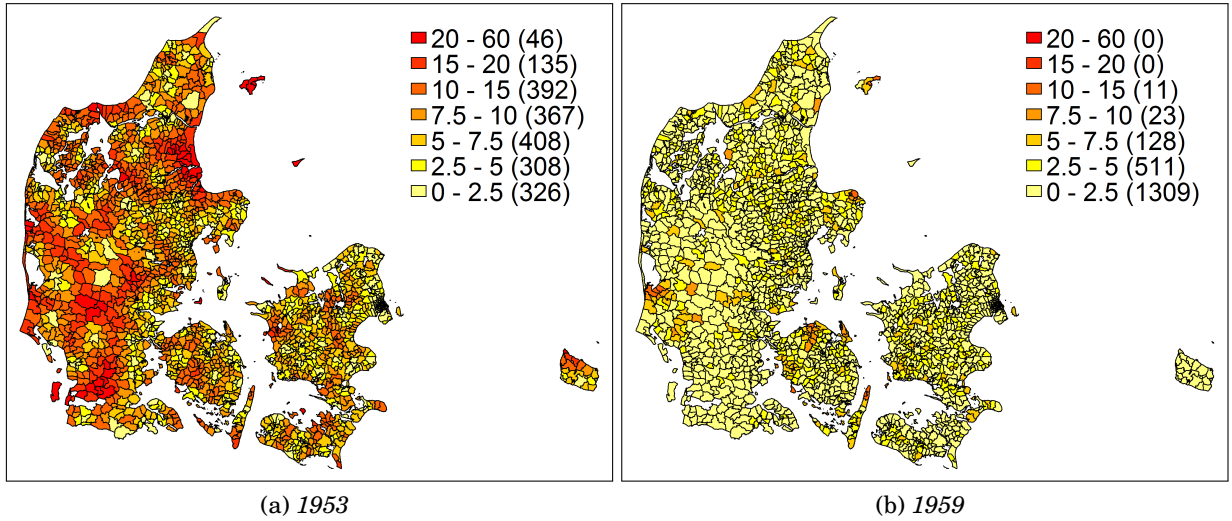 20 - 60 (46)
15 - 20 (135)
10 - 15 (392)
7.5 - 10 (367)
5 - 7.5 (408)
2.5 - 5 (308)
0 - 2.5 (326)
(a) 1953
20 - 60 (0)
15 - 20 (0)
10 - 15 (11)
7.5 - 10 (23)
5 - 7.5 (128)
2.5 - 5 (511)
0 - 2.5 (1309)
(b) 1959